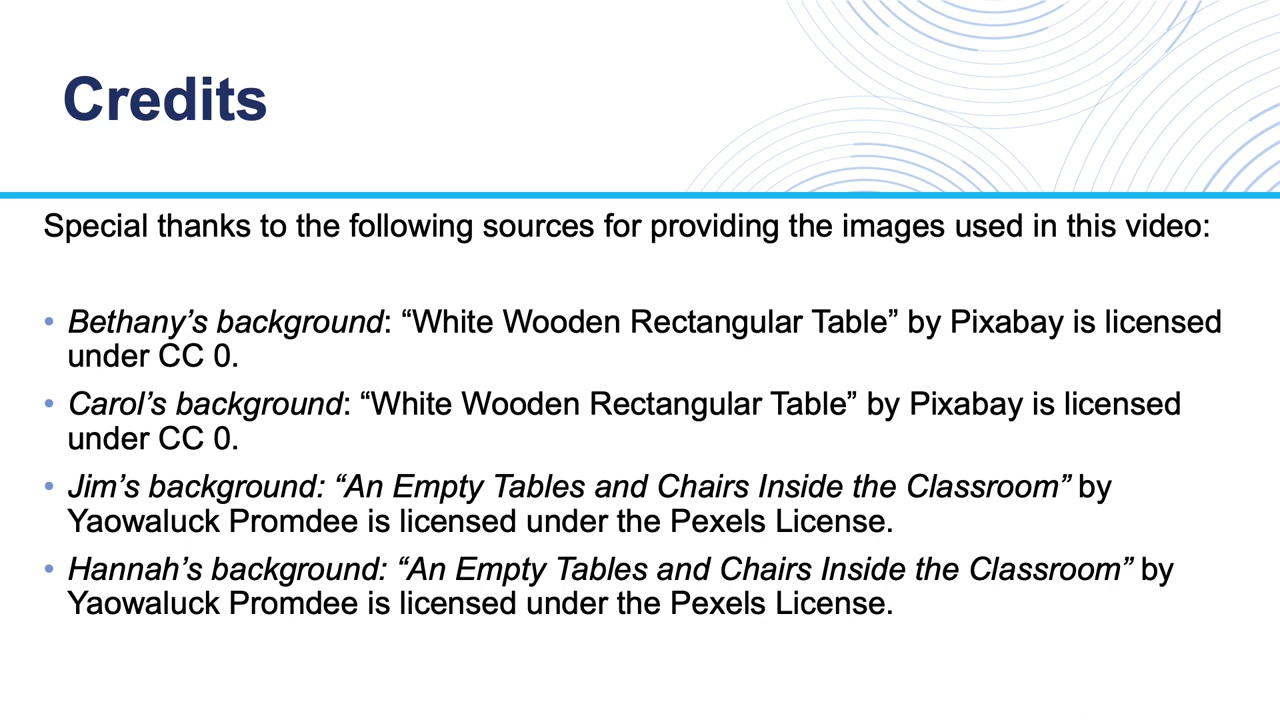 Credits
Special thanks to the following sources for providing the images used in this video:
• Bethany’s background: “White Wooden Rectangular Table” by Pixabay is licensed
under CC 0.
• Carol’s background: “White Wooden Rectangular Table” by Pixabay is licensed
under CC 0.
• Jim’s background: “An Empty Tables and Chairs Inside the Classroom” by
Yaowaluck Promdee is licensed under the Pexels License.
• Hannah’s background: “An Empty Tables and Chairs Inside the Classroom” by
Yaowaluck Promdee is licensed under the Pexels License.